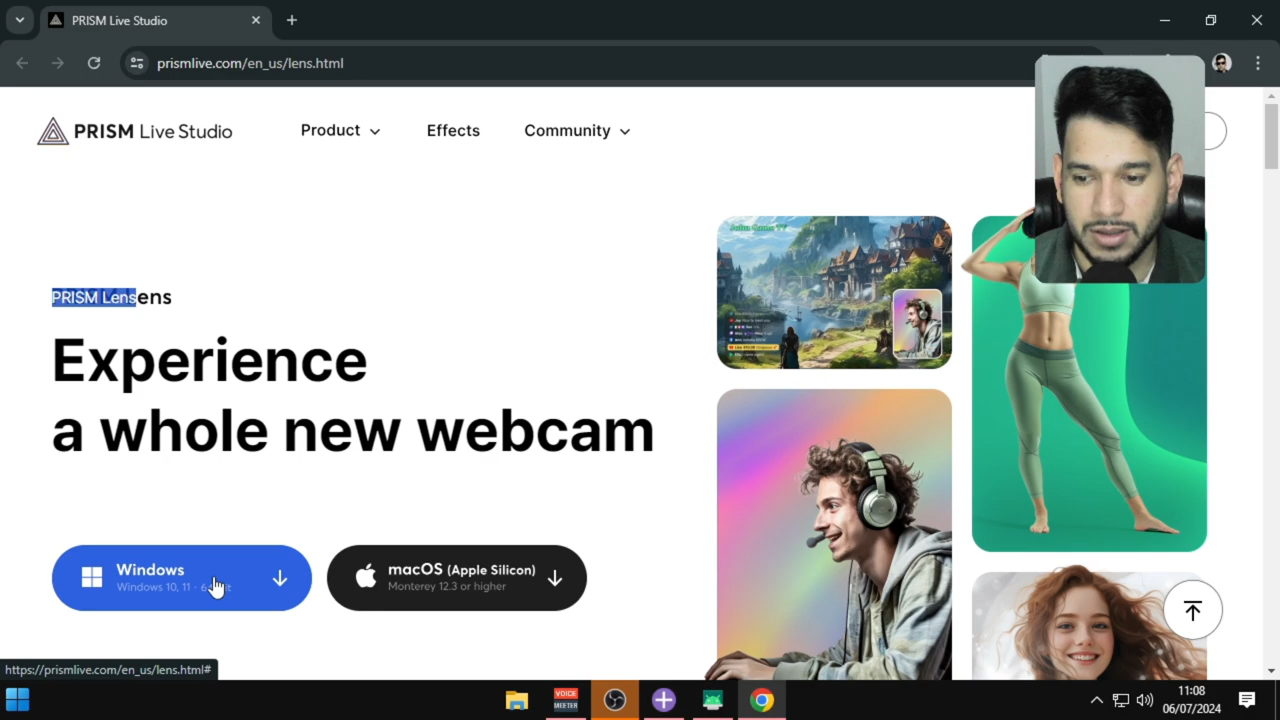 PRISM Live Studio
prismlive.com/en_us/lens.html
PRISM Live Studio
Product
Effects
Community
PRISM Lens
Experience
a whole new webcam
Windows
Windows 10, 11 · 64
macOS (Apple Silicon)
Monterey 12.3 or higher
https://prismlive.com/en_us/lens.html#
VOICE
MEETER
11:08
06/07/2024